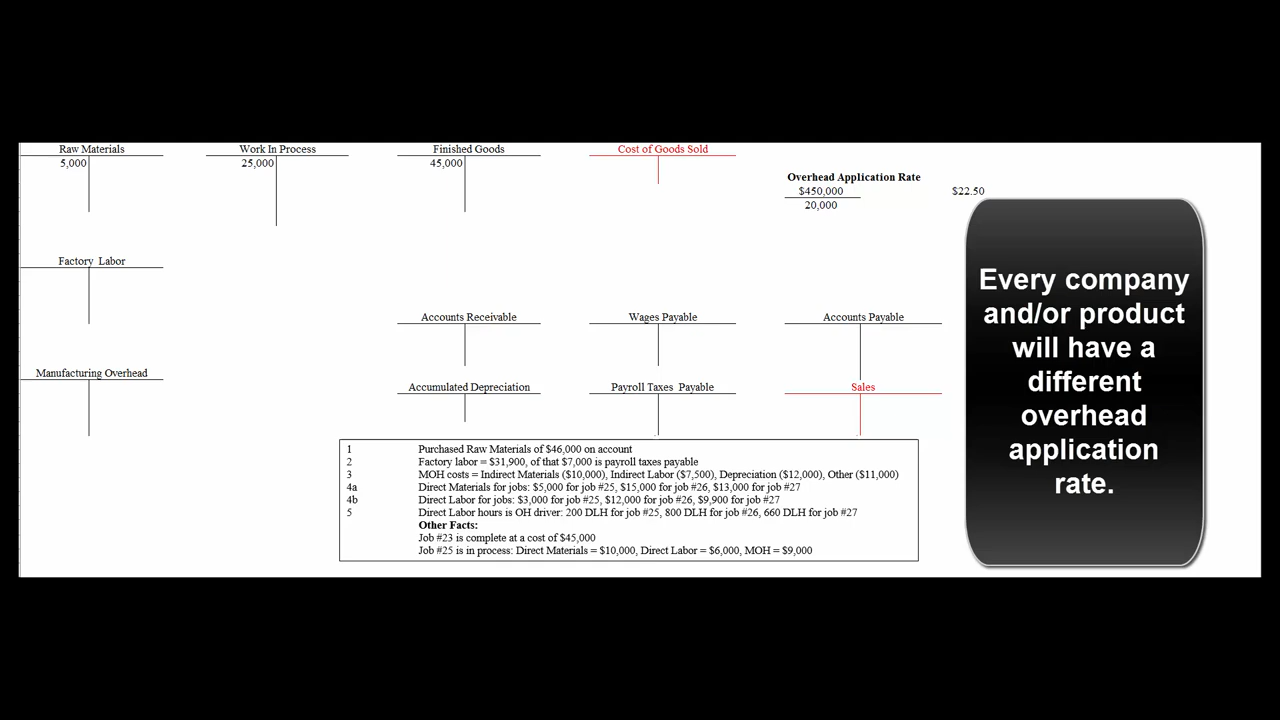 Raw Materials
Work In Process
Finished Goods
Cost of Goods Sold
5,000
25,000
45,000
Overhead Application Rate
$450,000
$22.50
20,000
Factory Labor
Accounts Receivable
Wages Payable
Accounts Payable
Manufacturing Overhead
Accumulated Depreciation
Payroll Taxes Payable
Sales
1 Purchased Raw Materials of $46,000 on account
2 Factory labor = $31,900, of that $7,000 is payroll taxes payable
3 MOH costs = Indirect Materials ($10,000), Indirect Labor ($7,500), Depreciation ($12,000), Other ($11,000)
4a Direct Materials for jobs: $5,000 for job #25, $15,000 for job #26, $13,000 for job #27
4b Direct Labor for jobs: $3,000 for job #25, $12,000 for job #26, $9,900 for job #27
5 Direct Labor hours is OH driver: 200 DLH for job #25, 800 DLH for job #26, 660 DLH for job #27
Other Facts:
Job #23 is complete at a cost of $45,000
Job #25 is in process: Direct Materials = $10,000, Direct Labor = $6,000, MOH = $9,000
Every company
and/or product
will have a
different
overhead
application
rate.